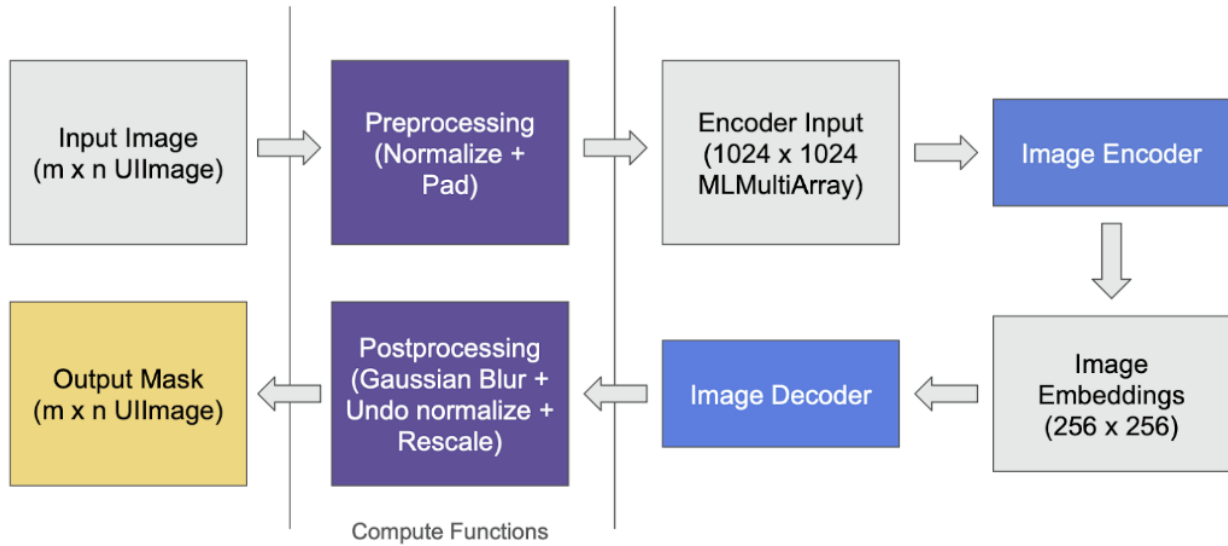 Input Image
(m x n UIImage)
Preprocessing
(Normalize +
Pad)
Encoder Input
(1024 x 1024
MLMultiArray)
Image Encoder
Output Mask
(m x n UIImage)
Postprocessing
(Gaussian Blur +
Undo normalize +
Rescale)
Image Decoder
Image
Embeddings
(256 x 256)
Compute Functions